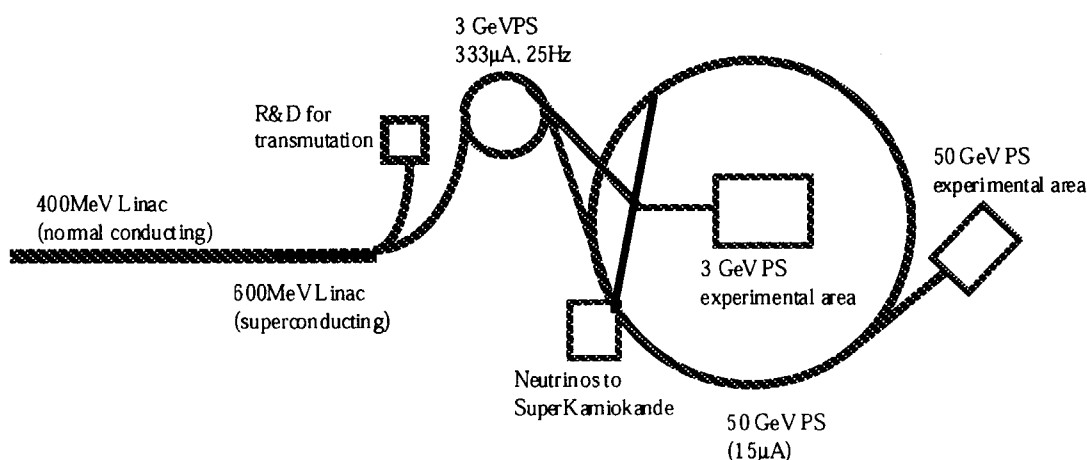 3 GeVPS
333μA, 25Hz
R&D for
transmutation
50 GeV PS
experimental area
400MeV Linac
(normal conducting)
3 GeV PS
experimental area
600MeV Linac
(superconducting)
Neutrinos to
SuperKamiokande
50 GeV PS
(15μA)